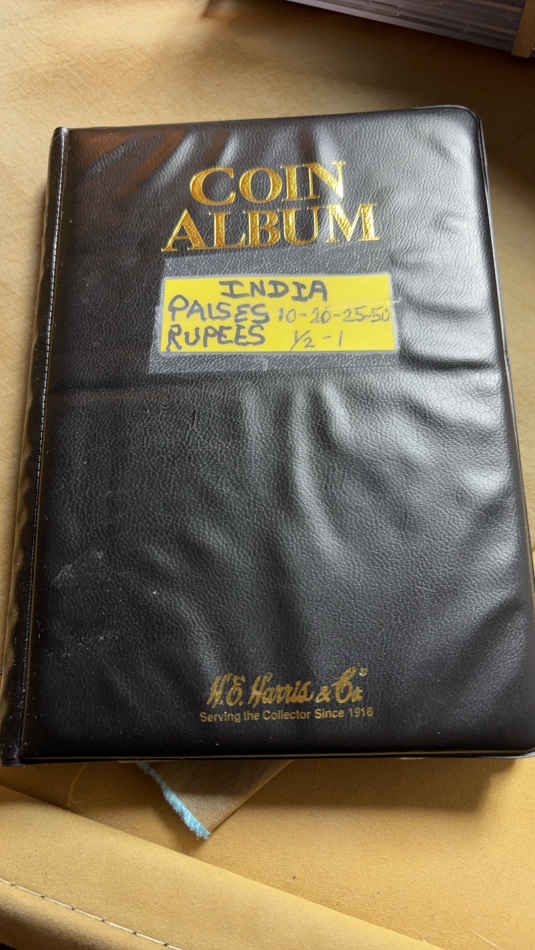 COIN
ALBUM
INDIA
PAISES 10-20-25-50
RUPEES 1/2 - 1
H.E. Harris & Co.
Serving the Collector Since 1916